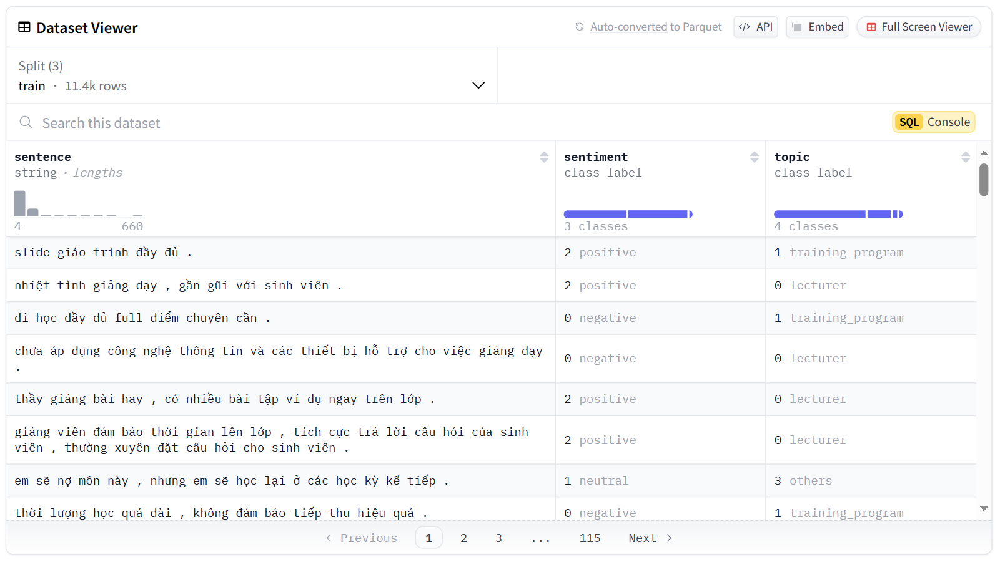 Dataset Viewer
Auto-converted to Parquet
</> API
Embed
Full Screen Viewer
Split (3)
train · 11.4k rows
Search this dataset
SQL Console
sentence
string · lengths
4
660
sentiment
class label
3 classes
topic
class label
4 classes
slide giáo trình đầy đủ .
2 positive
1 training_program
nhiệt tình giảng dạy , gần gũi với sinh viên .
2 positive
0 lecturer
đi học đầy đủ full điểm chuyên cần .
0 negative
1 training_program
chưa áp dụng công nghệ thông tin và các thiết bị hỗ trợ cho việc giảng dạy
.
0 negative
0 lecturer
thầy giảng bài hay , có nhiều bài tập ví dụ ngay trên lớp .
2 positive
0 lecturer
giảng viên đảm bảo thời gian lên lớp , tích cực trả lời câu hỏi của sinh
viên , thường xuyên đặt câu hỏi cho sinh viên .
2 positive
0 lecturer
em sẽ nợ môn này , nhưng em sẽ học lại ở các học kỳ kế tiếp .
1 neutral
3 others
thời lượng học quá dài , không đảm bảo tiếp thu hiệu quả .
0 negative
1 training_program
< Previous 1 2 3 ... 115 Next >